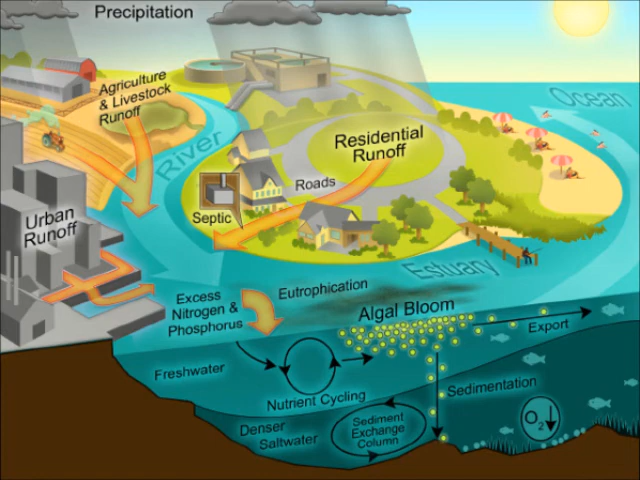 Precipitation
Agriculture
& Livestock
Runoff
River
Ocean
Residential
Runoff
Roads
Septic
Urban
Runoff
Estuary
Excess
Nitrogen &
Phosphorus
Eutrophication
Algal Bloom
Export
Freshwater
Nutrient Cycling
Sedimentation
Denser
Saltwater
Sediment
Exchange
Column
O2